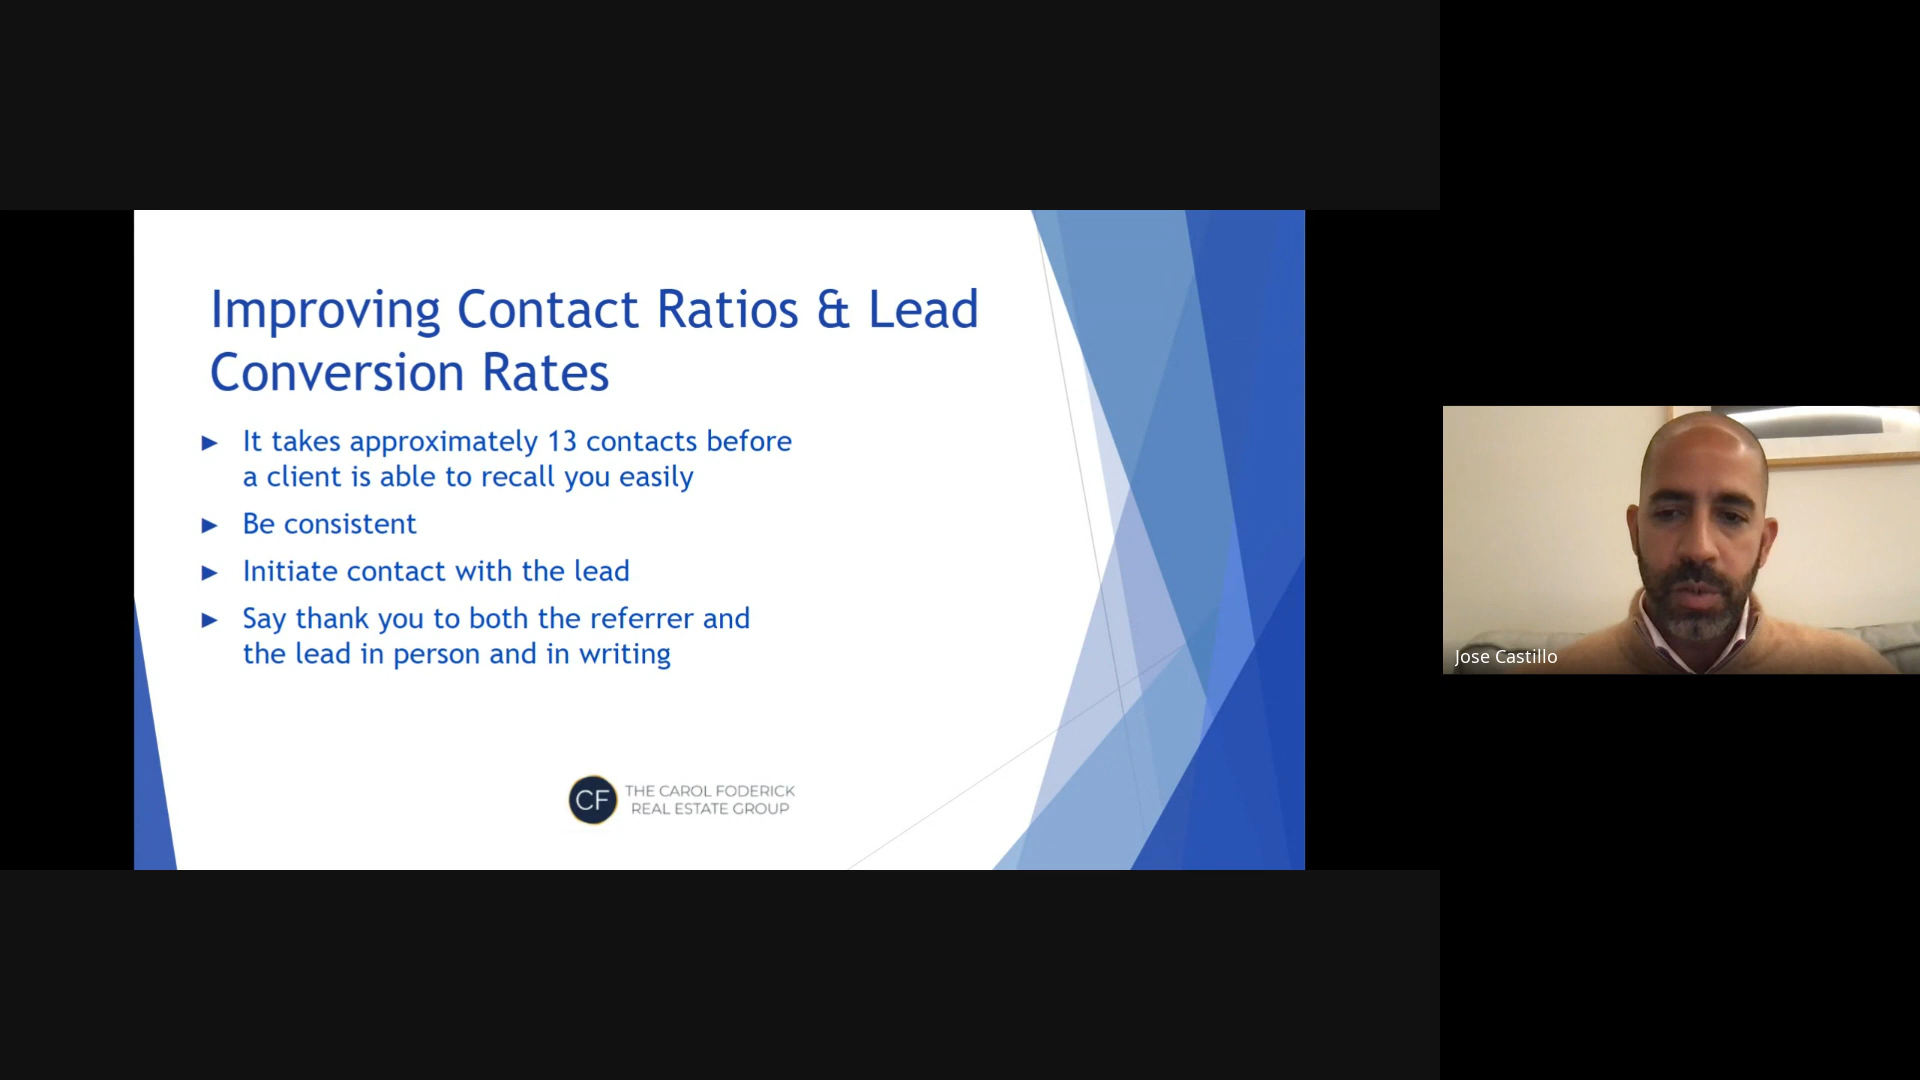 Improving Contact Ratios & Lead
Conversion Rates
► It takes approximately 13 contacts before
a client is able to recall you easily
► Be consistent
► Initiate contact with the lead
► Say thank you to both the referrer and
the lead in person and in writing
CF
THE CAROL FODERICK
REAL ESTATE GROUP
Jose Castillo